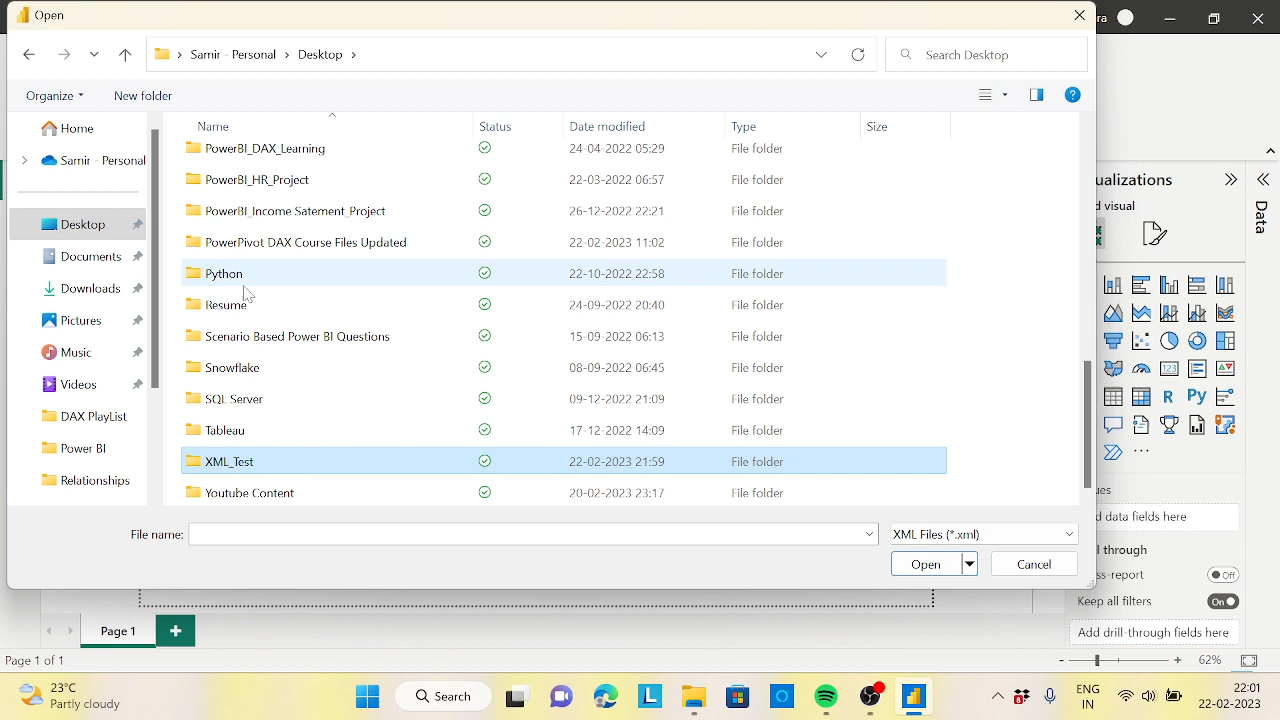 Open
ra
Samir - Personal > Desktop >
Search Desktop
Organize
New folder
Name
Status
Date modified
Type
Size
Home
Samir - Personal
Desktop
Documents
Downloads
Pictures
Music
Videos
DAX PlayList
Power BI
Relationships
PowerBI_DAX_Learning 24-04-2022 05:29 File folder
PowerBI_HR_Project 22-03-2022 06:57 File folder
PowerBI_Income Satement_Project 26-12-2022 22:21 File folder
PowerPivot DAX Course Files Updated 22-02-2023 11:02 File folder
Python 22-10-2022 22:58 File folder
Resume 24-09-2022 20:40 File folder
Scenario Based Power BI Questions 15-09-2022 06:13 File folder
Snowflake 08-09-2022 06:45 File folder
SQL Server 09-12-2022 21:09 File folder
Tableau 17-12-2022 14:09 File folder
XML_Test 22-02-2023 21:59 File folder
Youtube Content 20-02-2023 23:17 File folder
File name:
XML Files (*.xml)
Open
Cancel
ualizations
d visual
Data
123
R
Py
ues
d data fields here
l through
ss-report
Off
Keep all filters
On
Add drill-through fields here
Page 1
Page 1 of 1
- + 62%
23°C
Partly cloudy
Search
L
ENG
IN
22:01
22-02-2023